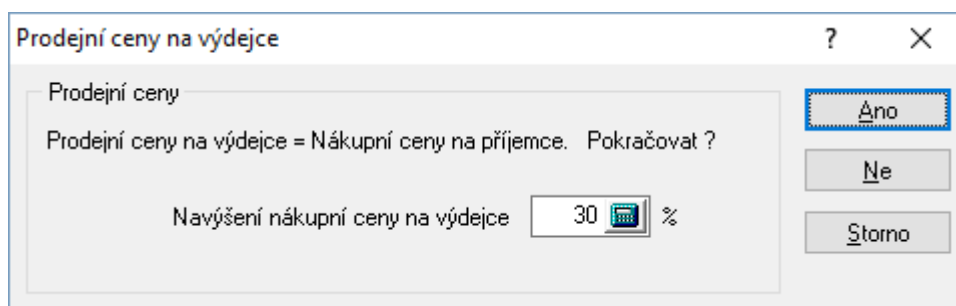 Prodejní ceny na výdejce ?
Prodejní ceny
Prodejní ceny na výdejce = Nákupní ceny na příjemce. Pokračovat ?
Navýšení nákupní ceny na výdejce 30 %
Ano
Ne
Storno